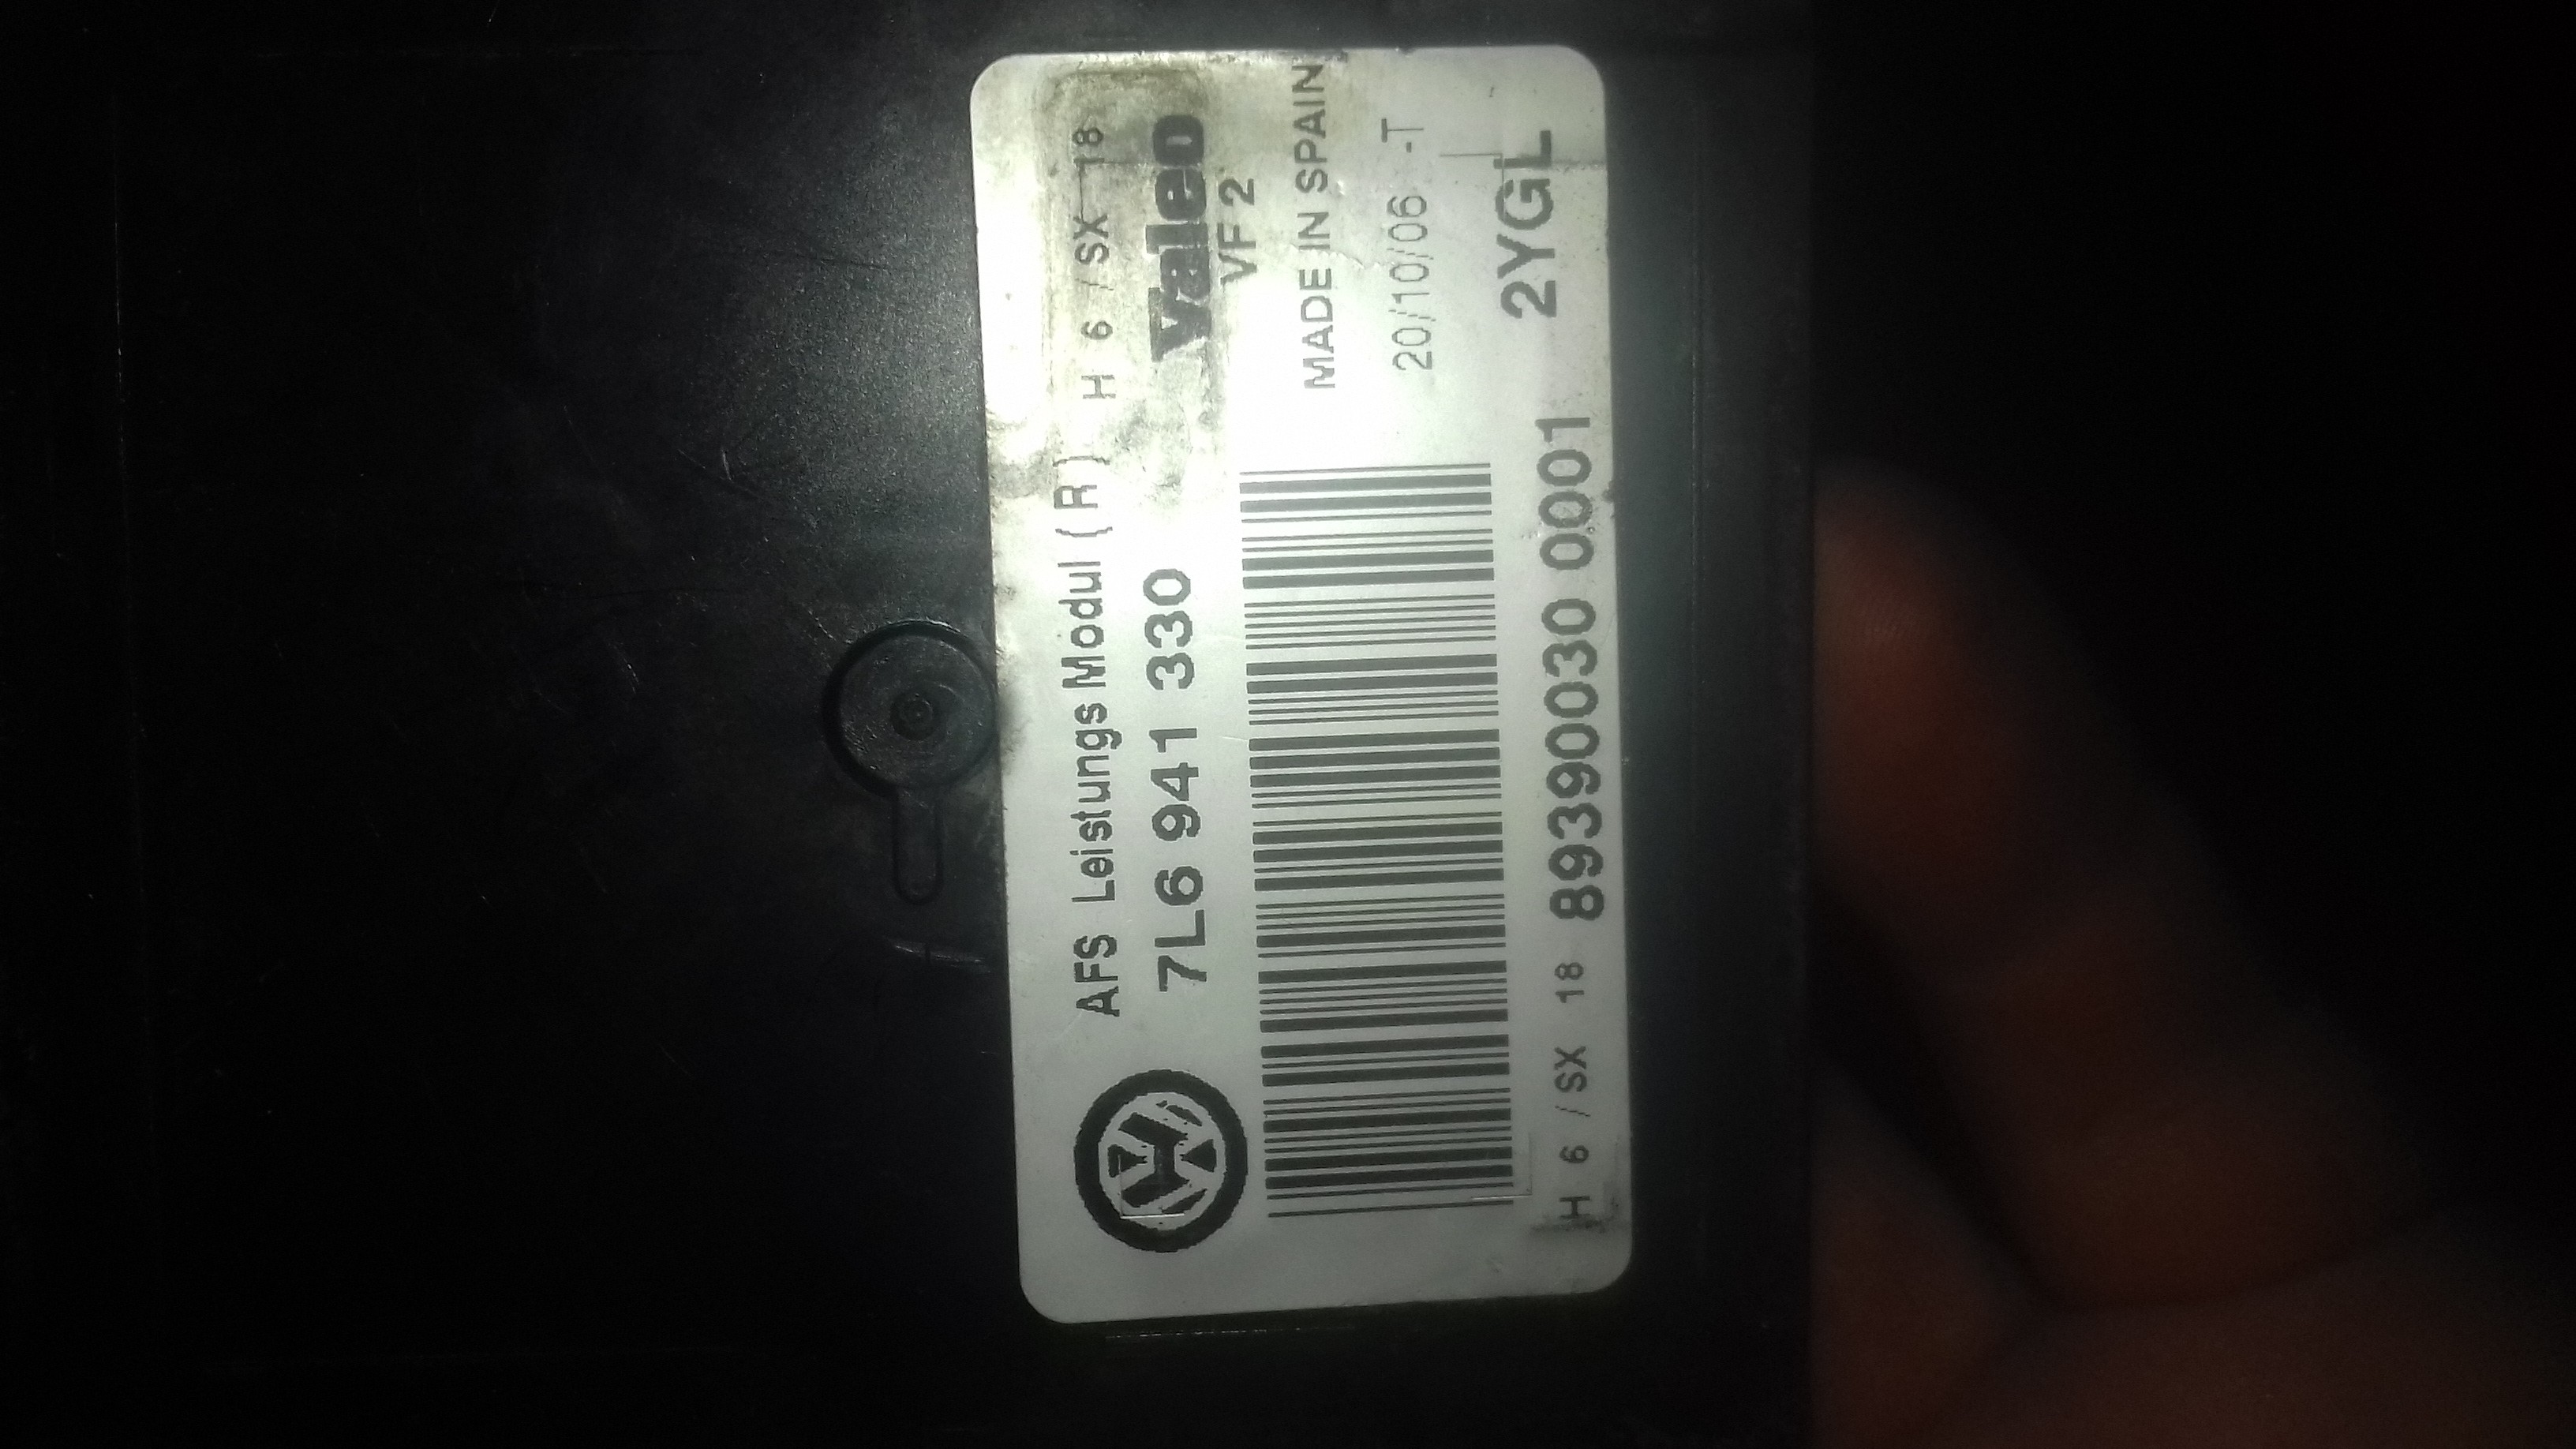 AFS Leistungs Modul (R) H 6 /SX 18
7L6 941 330
Valeo
VF 2
MADE IN SPAIN
20/10/06 -T
2YGL
H 6 /SX 18 89390030 0001